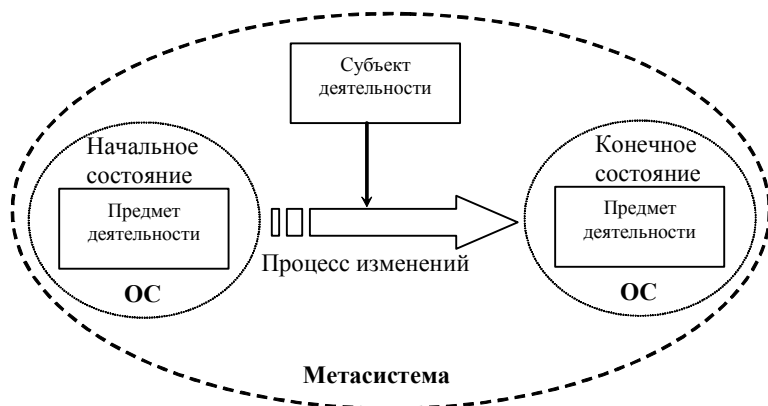 Субъект
деятельности
Начальное
состояние
Предмет
деятельности
ОС
Процесс изменений
Конечное
состояние
Предмет
деятельности
ОС
Метасистема